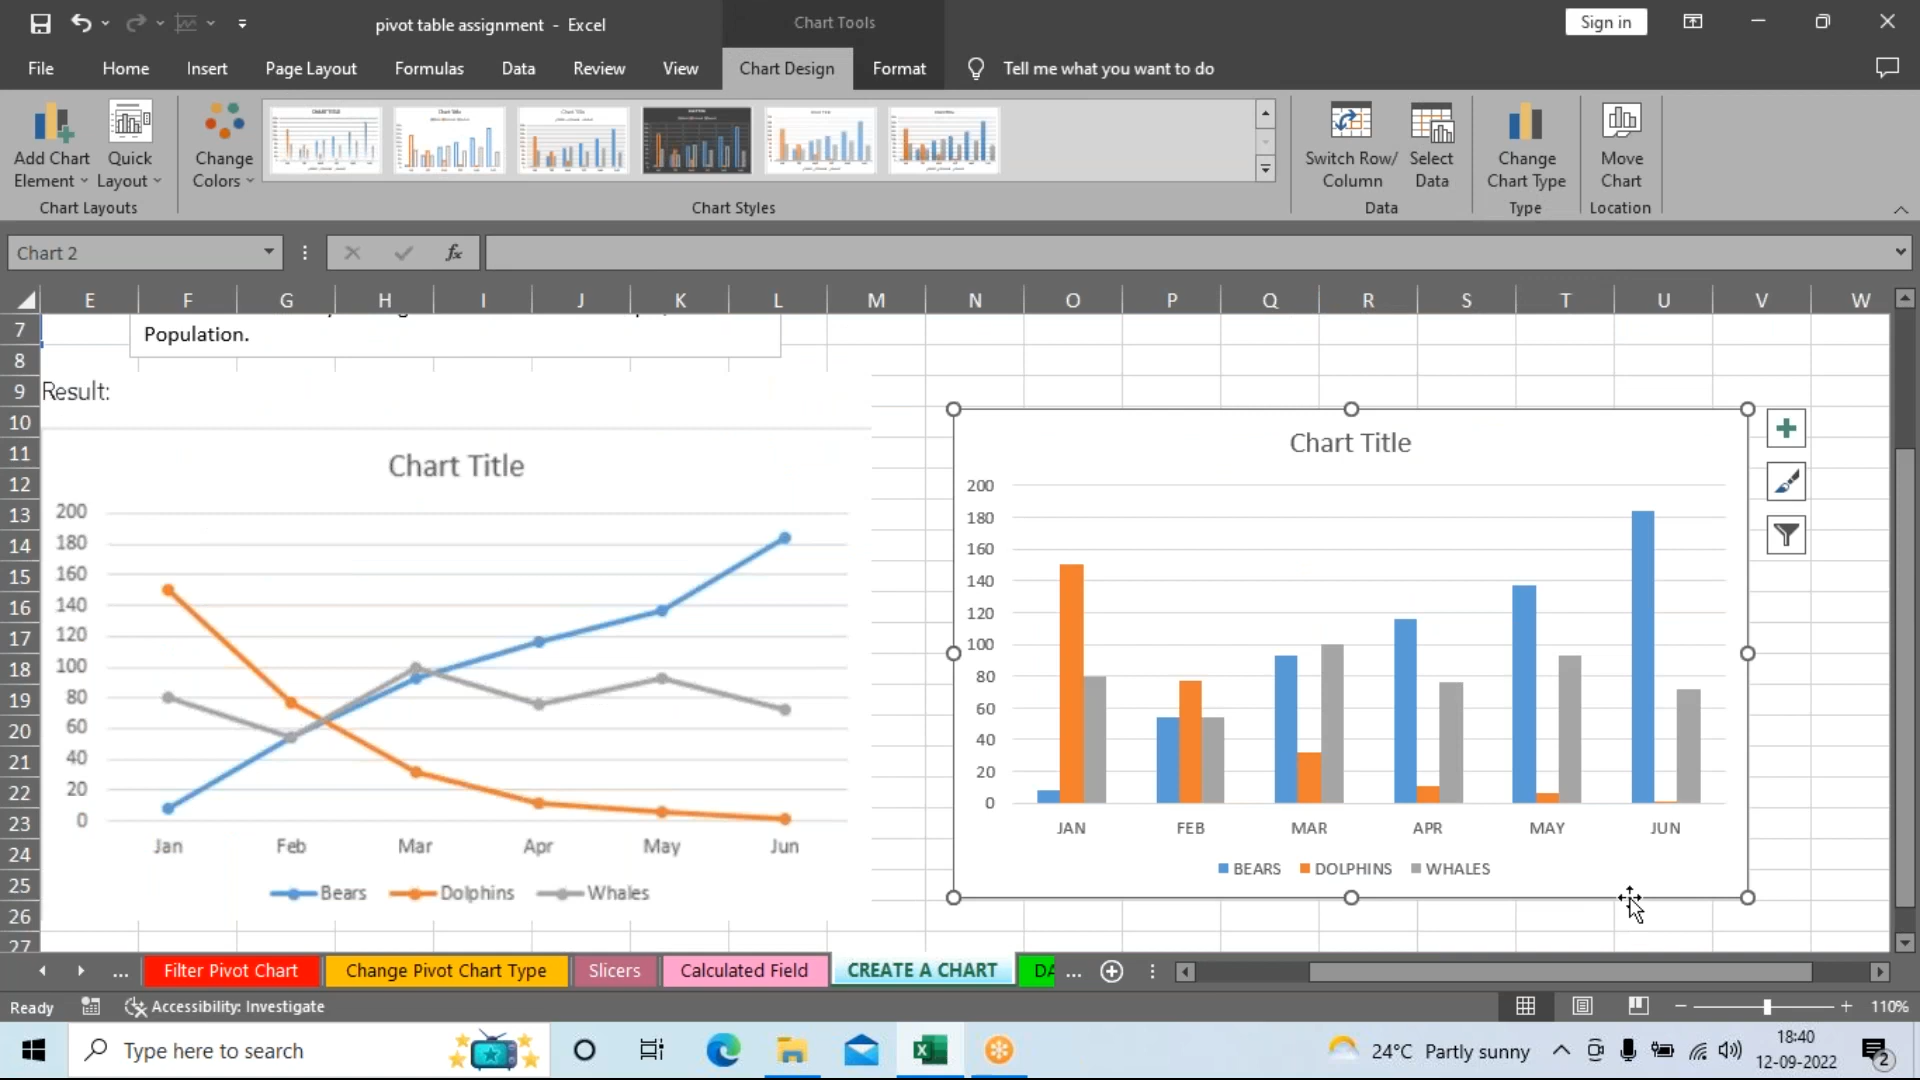 pivot table assignment - Excel
Chart Tools
Sign in
File
Home
Insert
Page Layout
Formulas
Data
Review
View
Chart Design
Format
Tell me what you want to do
Add Chart
Element
Quick
Layout
Change
Colors
Switch Row/
Column
Select
Data
Change
Chart Type
Move
Chart
Chart Layouts
Chart Styles
Data
Type
Location
Chart 2
fx
E F G H I J K L M N O P Q R S T U V W
7
8
9
10
11
12
13
14
15
16
17
18
19
20
21
22
23
24
25
26
27
Population.
Result:
Chart Title
200
180
160
140
120
100
80
60
40
20
0
Jan Feb Mar Apr May Jun
Bears Dolphins Whales
Chart Title
200
180
160
140
120
100
80
60
40
20
0
JAN FEB MAR APR MAY JUN
BEARS DOLPHINS WHALES
... Filter Pivot Chart Change Pivot Chart Type Slicers Calculated Field CREATE A CHART DA ...
Ready Accessibility: Investigate 110%
Type here to search
24°C Partly sunny
18:40
12-09-2022
2